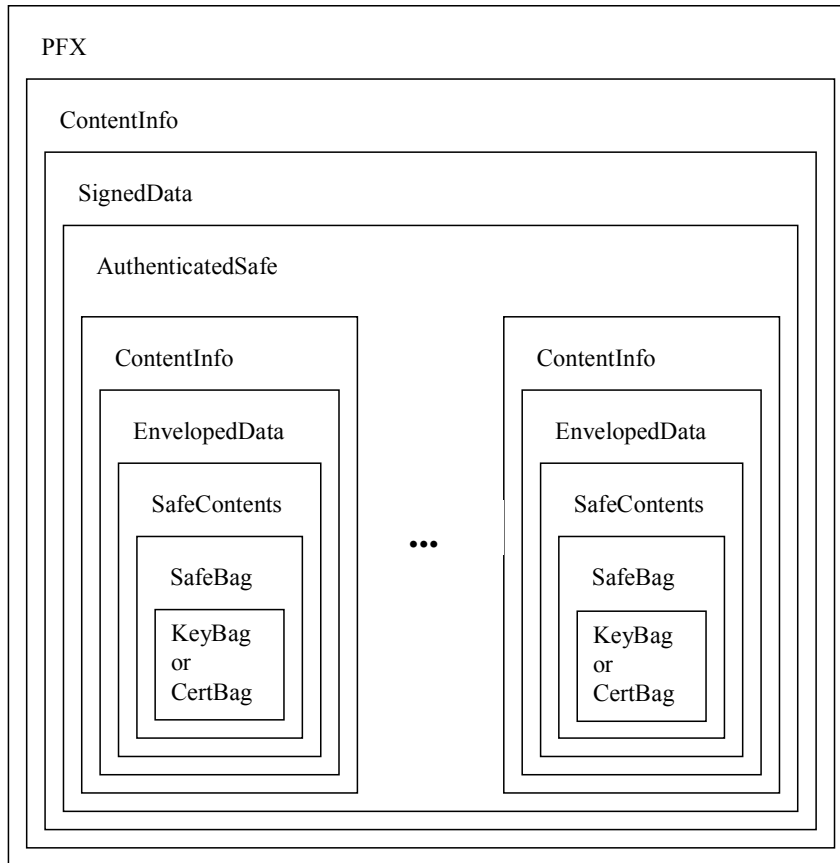 PFX
ContentInfo
SignedData
AuthenticatedSafe
ContentInfo
EnvelopedData
SafeContents
SafeBag
KeyBag
or
CertBag
...
ContentInfo
EnvelopedData
SafeContents
SafeBag
KeyBag
or
CertBag